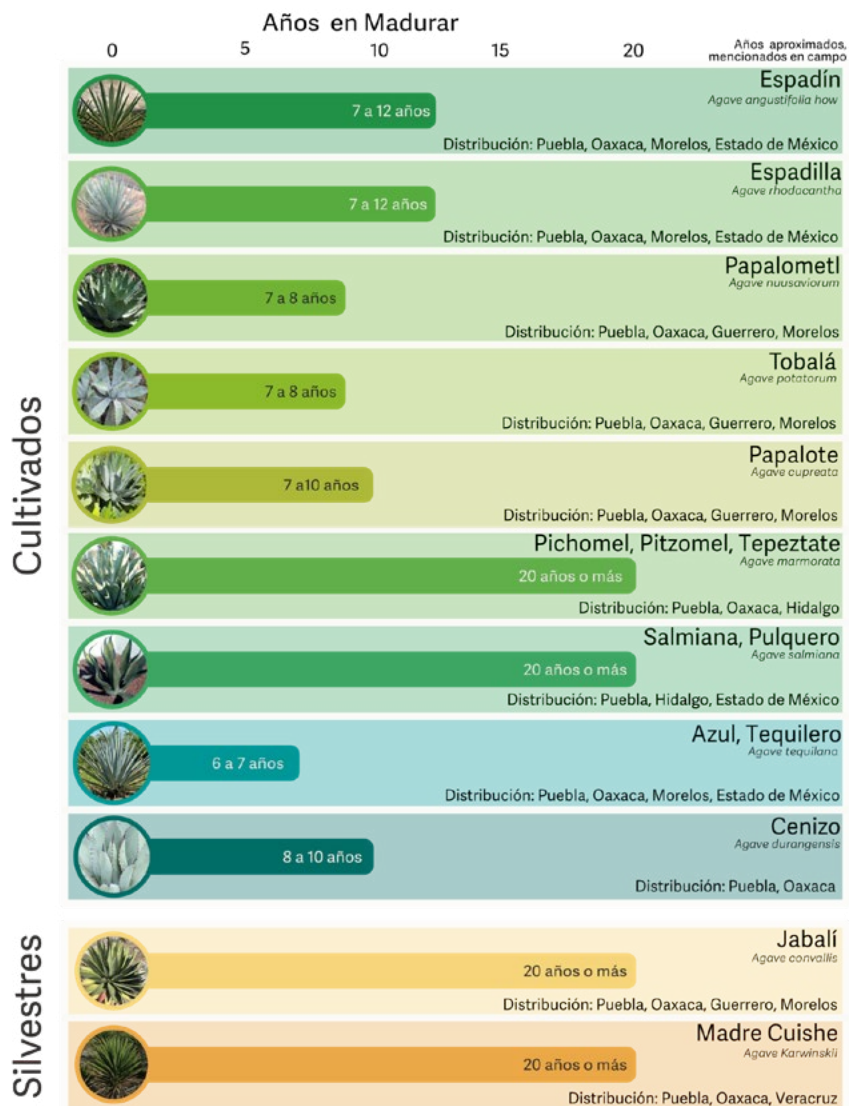 Años en Madurar
0 5 10 15 20
Años aproximados,
mencionados en campo
Cultivados
Espadín
Agave angustifolia how
7 a 12 años
Distribución: Puebla, Oaxaca, Morelos, Estado de México
Espadilla
Agave rhodacantha
7 a 12 años
Distribución: Puebla, Oaxaca, Morelos, Estado de México
Papalometl
Agave nuusaviorum
7 a 8 años
Distribución: Puebla, Oaxaca, Guerrero, Morelos
Tobalá
Agave potatorum
7 a 8 años
Distribución: Puebla, Oaxaca, Guerrero, Morelos
Papalote
Agave cupreata
7 a10 años
Distribución: Puebla, Oaxaca, Guerrero, Morelos
Pichomel, Pitzomel, Tepeztate
Agave marmorata
20 años o más
Distribución: Puebla, Oaxaca, Hidalgo
Salmiana, Pulquero
Agave salmiana
20 años o más
Distribución: Puebla, Hidalgo, Estado de México
Azul, Tequilero
Agave tequilana
6 a 7 años
Distribución: Puebla, Oaxaca, Morelos, Estado de México
Cenizo
Agave durangensis
8 a 10 años
Distribución: Puebla, Oaxaca
Silvestres
Jabalí
Agave convallis
20 años o más
Distribución: Puebla, Oaxaca, Guerrero, Morelos
Madre Cuishe
Agave Karwinskii
20 años o más
Distribución: Puebla, Oaxaca, Veracruz